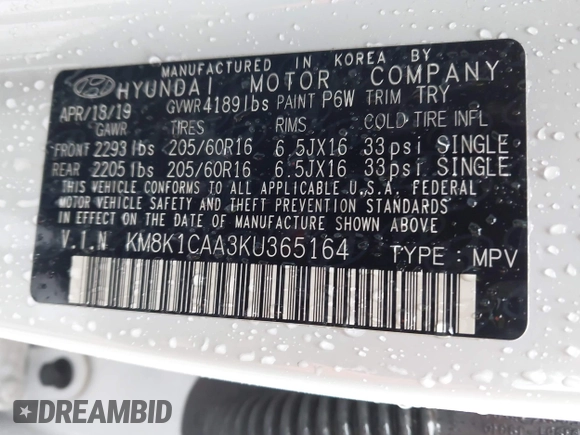 MANUFACTURED IN KOREA BY
HYUNDAI MOTOR COMPANY
APR/13/19 GVWR 4189lbs PAINT P6W TRIM TRY
GAWR TIRES RIMS COLD TIRE INFL
FRONT 2293lbs 205/60R16 6.5JX16 33psi SINGLE
REAR 2205lbs 205/60R16 6.5JX16 33psi SINGLE
THIS VEHICLE CONFORMS TO ALL APPLICABLE U.S.A. FEDERAL
MOTOR VEHICLE SAFETY AND THEFT PREVENTION STANDARDS
IN EFFECT ON THE DATE OF MANUFACTURE SHOWN ABOVE
V.I.N KM8K1CAA3KU365164 TYPE: MPV
DREAMBID